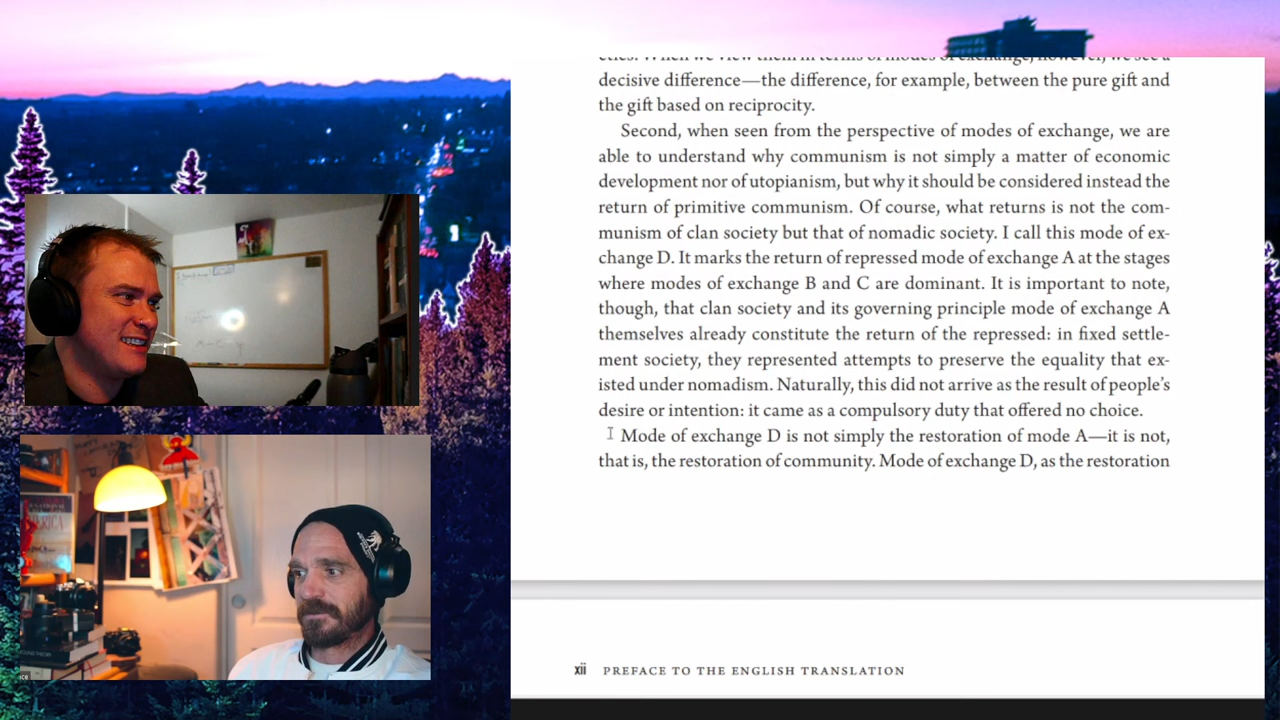 decisive difference—the difference, for example, between the pure gift and
the gift based on reciprocity.
Second, when seen from the perspective of modes of exchange, we are
able to understand why communism is not simply a matter of economic
development nor of utopianism, but why it should be considered instead the
return of primitive communism. Of course, what returns is not the com-
munism of clan society but that of nomadic society. I call this mode of ex-
change D. It marks the return of repressed mode of exchange A at the stages
where modes of exchange B and C are dominant. It is important to note,
though, that clan society and its governing principle mode of exchange A
themselves already constitute the return of the repressed: in fixed settle-
ment society, they represented attempts to preserve the equality that ex-
isted under nomadism. Naturally, this did not arrive as the result of people's
desire or intention: it came as a compulsory duty that offered no choice.
Mode of exchange D is not simply the restoration of mode A—it is not,
that is, the restoration of community. Mode of exchange D, as the restoration
xii PREFACE TO THE ENGLISH TRANSLATION